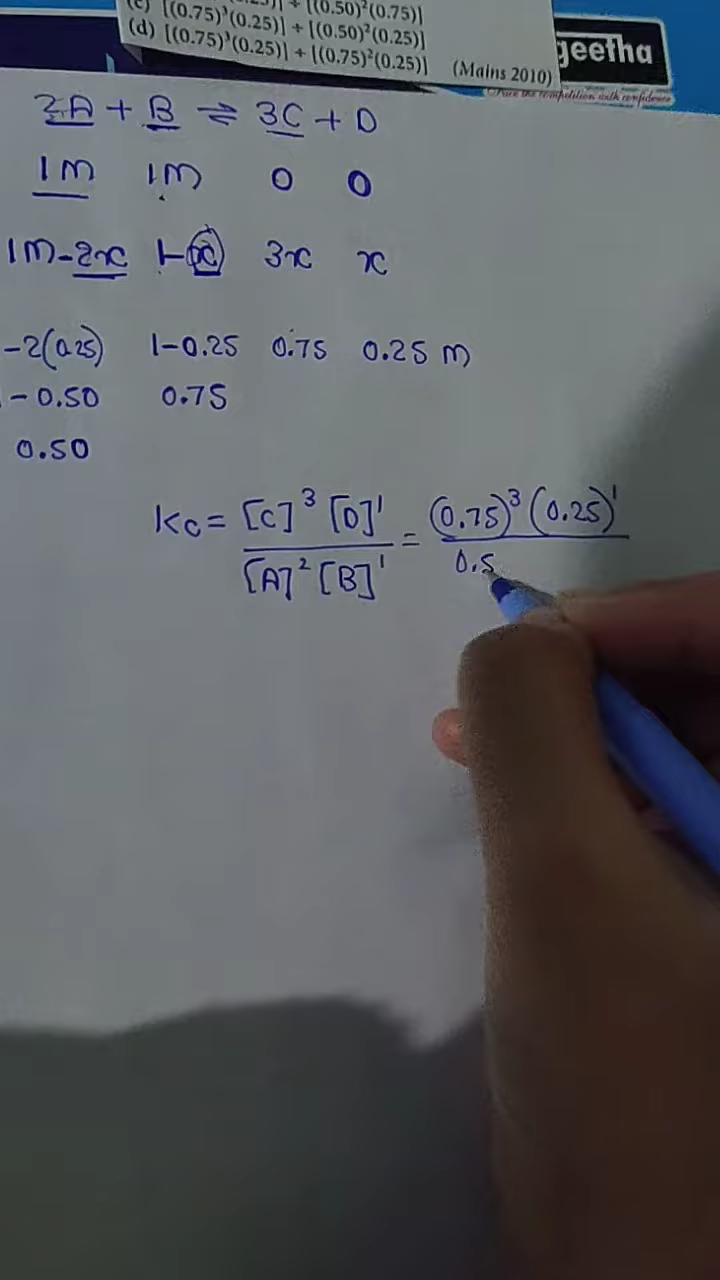 (c) [(0.75)³(0.25)] ÷ [(0.50)²(0.75)]
(d) [(0.75)³(0.25)] ÷ [(0.50)²(0.25)]
[(0.75)³(0.25)] ÷ [(0.75)²(0.25)] (Mains 2010)
geetha
2A + B ⇌ 3C + D
1M 1M 0 0
1M-2x 1-x 3x x
-2(0.25) 1-0.25 0.75 0.25 M
- 0.50 0.75
0.50
Kc = [C]³ [D]¹ / [A]² [B]¹ = (0.75)³ (0.25)¹ / 0.5